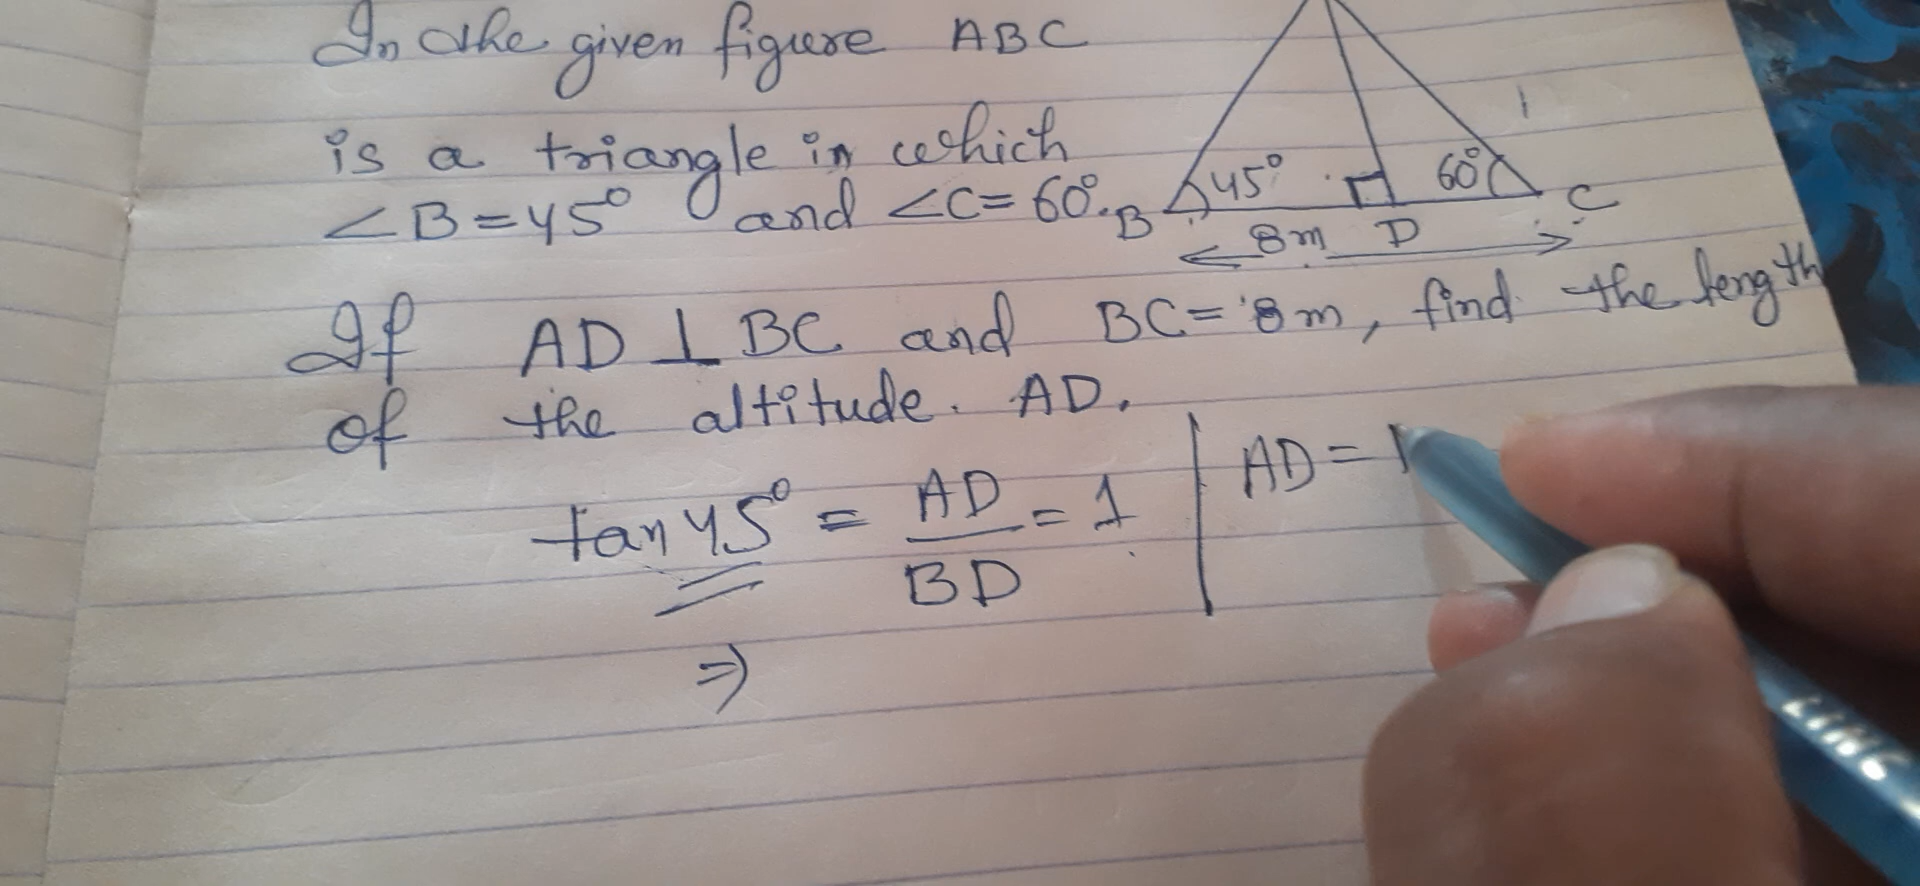 In the given figure ABC
is a triangle in which
∠B=45° and ∠C=60°.
45° 60°
B C
8m D
If AD ⊥ BC and BC=8m, find the length
of the altitude. AD.
tan 45° = AD/BD = 1
AD =
⇒
LINC